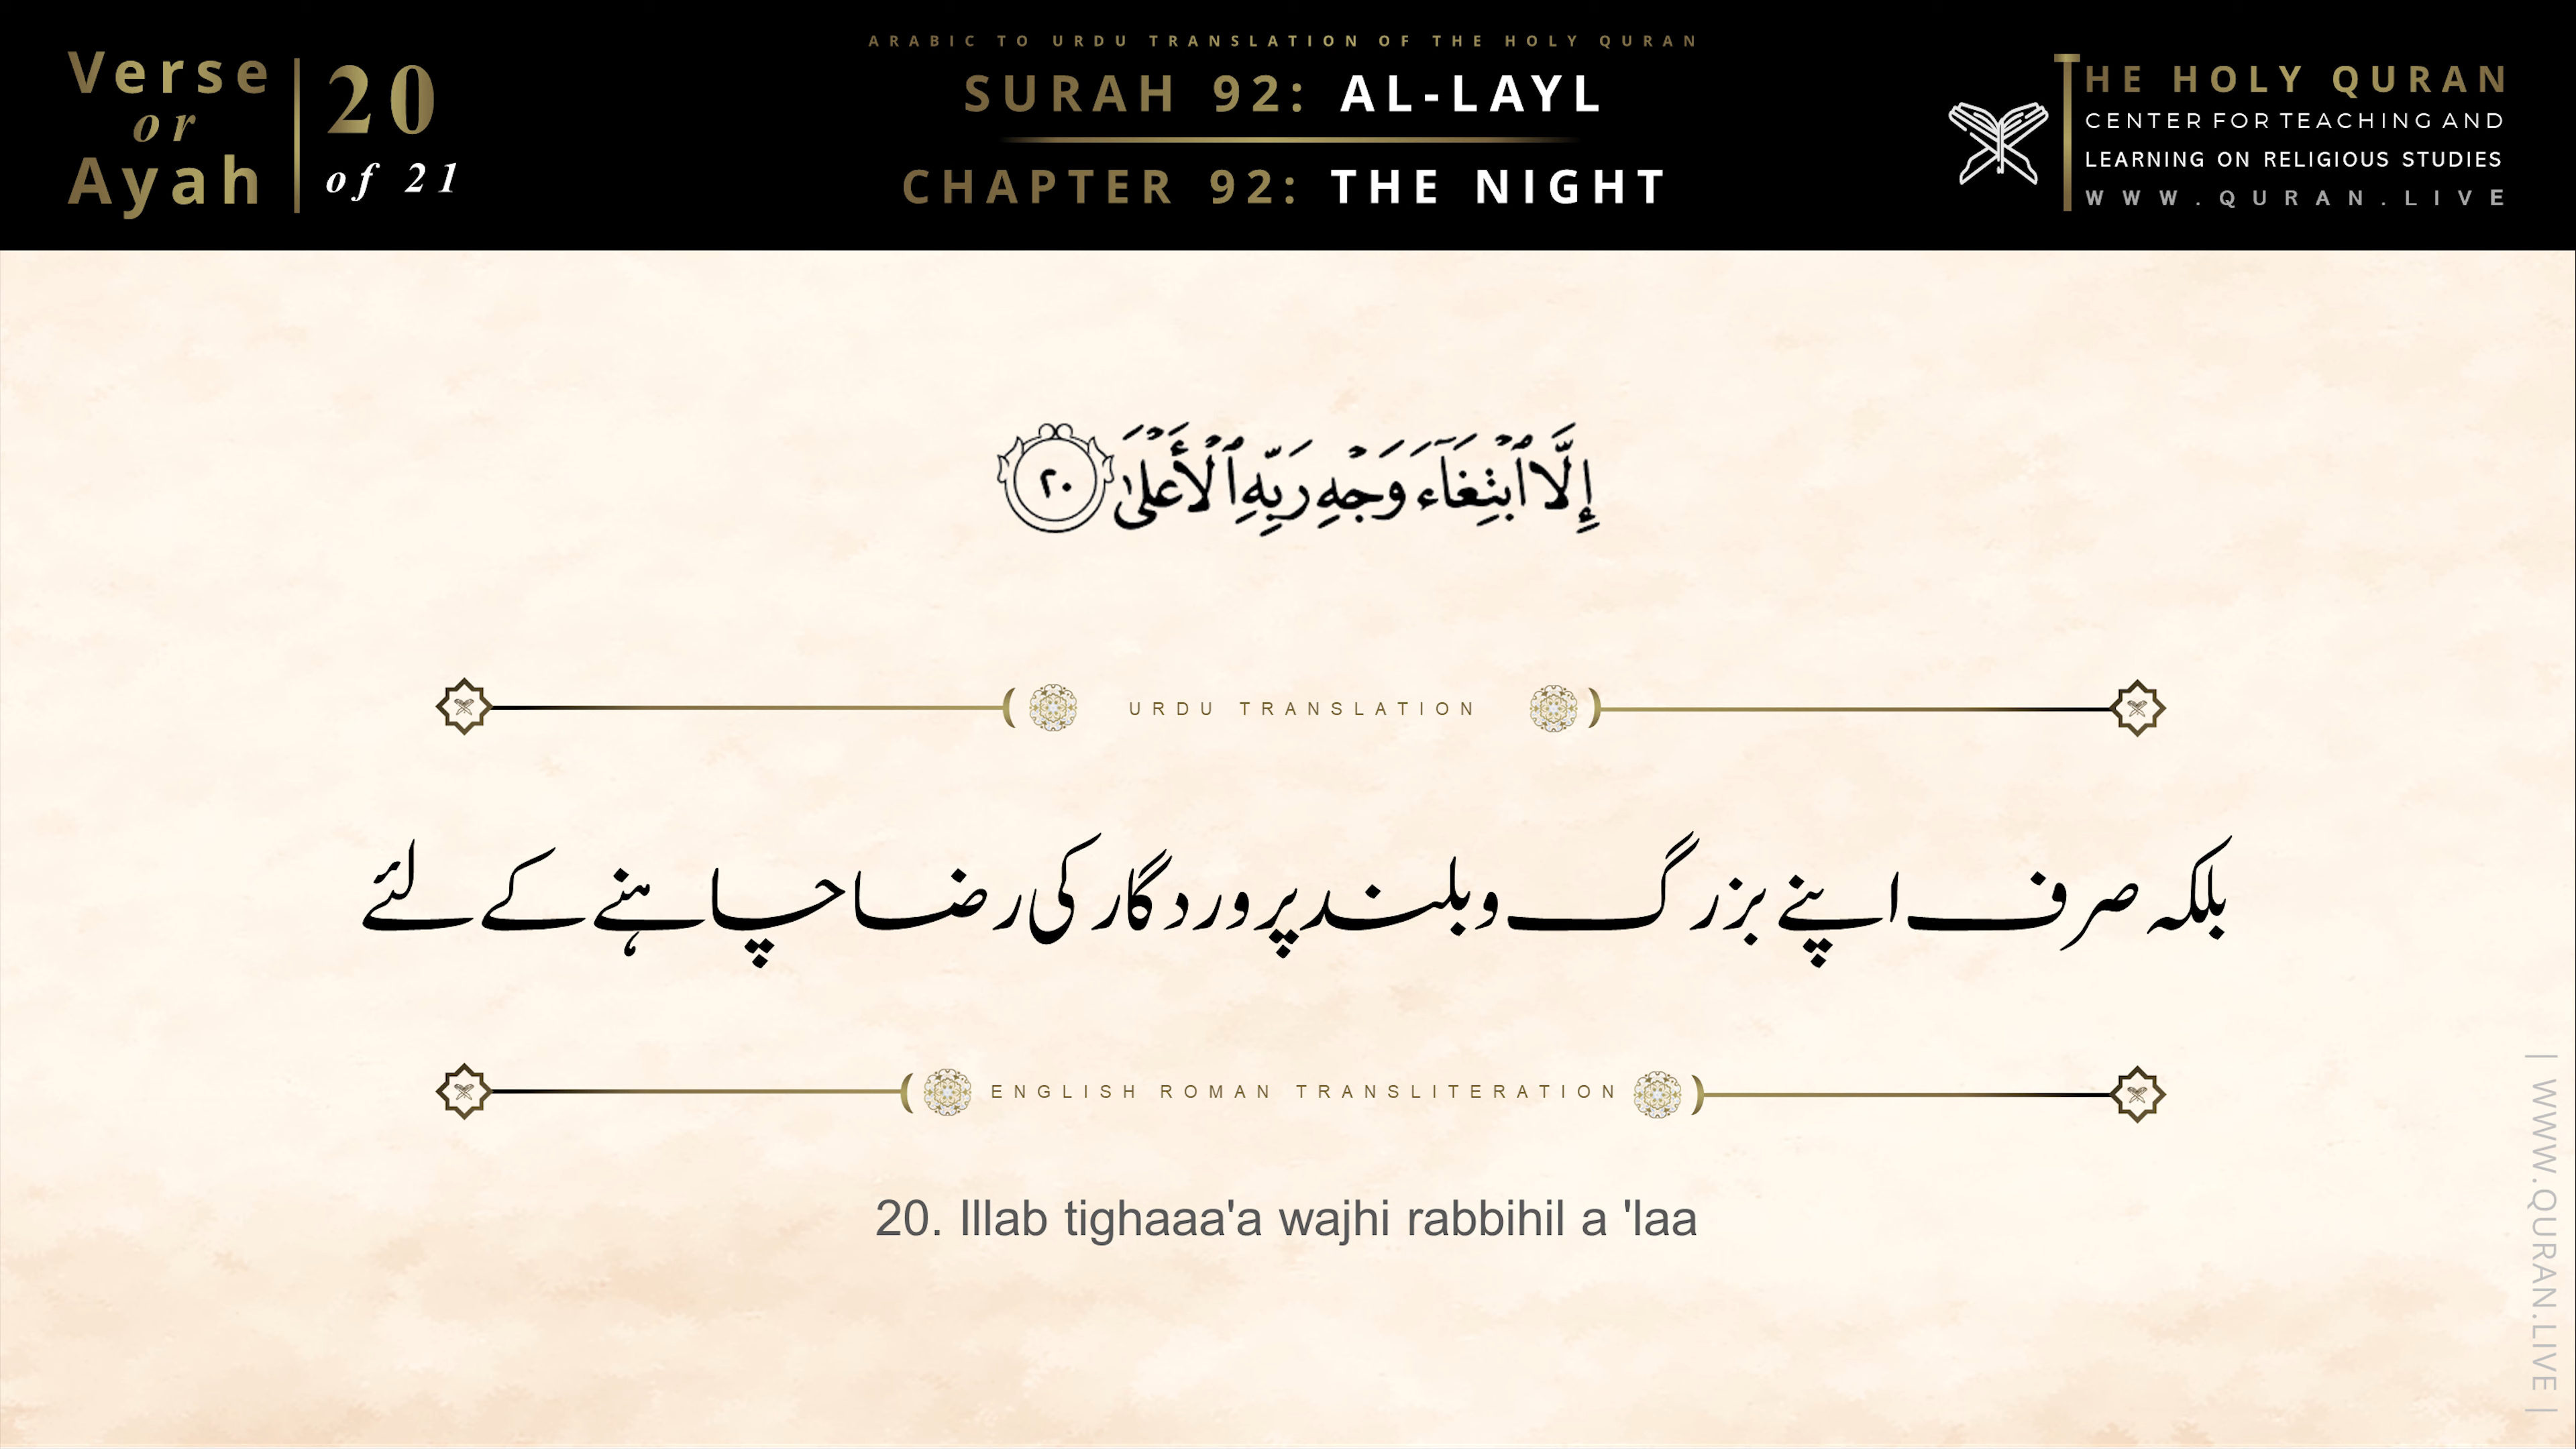 Verse
or
Ayah
20
of 21
ARABIC TO URDU TRANSLATION OF THE HOLY QURAN
SURAH 92: AL-LAYL
CHAPTER 92: THE NIGHT
THE HOLY QURAN
CENTER FOR TEACHING AND
LEARNING ON RELIGIOUS STUDIES
WWW.QURAN.LIVE
إِلَّا ٱبۡتِغَآءَ وَجۡهِ رَبِّهِ ٱلۡأَعۡلَىٰ ٢٠
URDU TRANSLATION
بلکہ صرف اپنے بزرگ وبلند پروردگار کی رضا چاہنے کے لئے
ENGLISH ROMAN TRANSLITERATION
20. Illab tighaaa'a wajhi rabbihil a 'laa
| WWW.QURAN.LIVE |